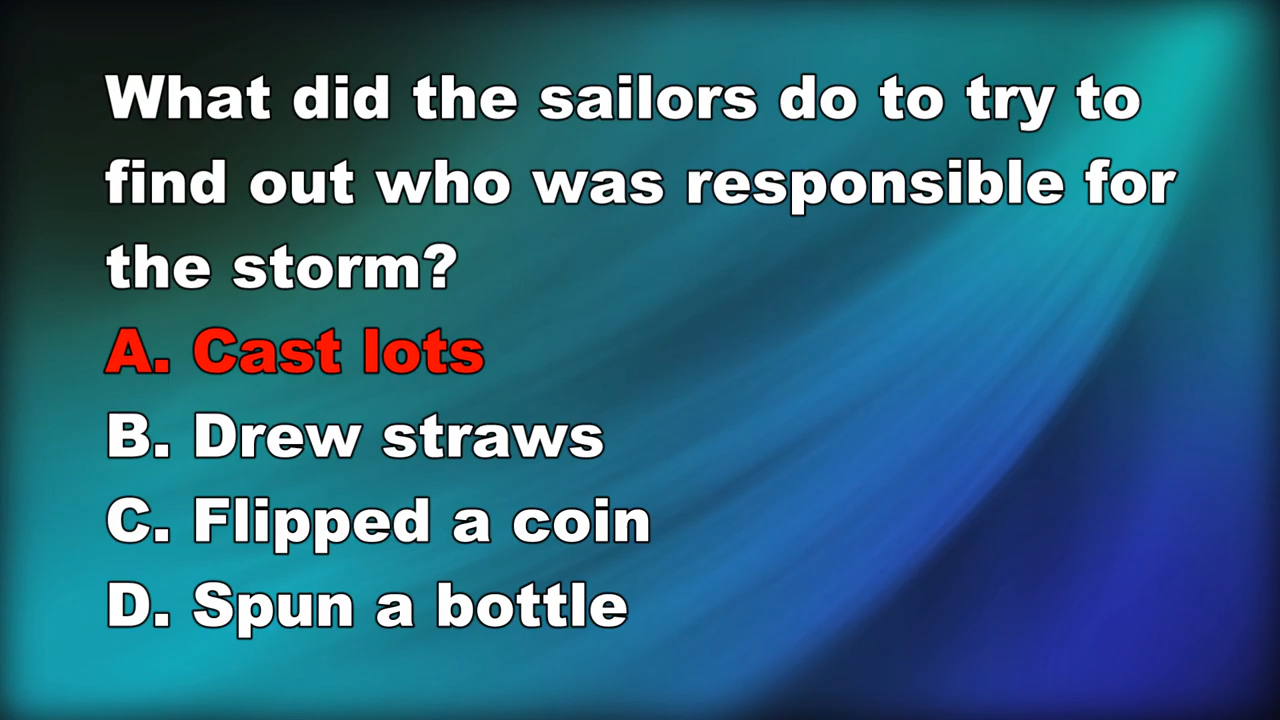 What did the sailors do to try to
find out who was responsible for
the storm?
A. Cast lots
B. Drew straws
C. Flipped a coin
D. Spun a bottle